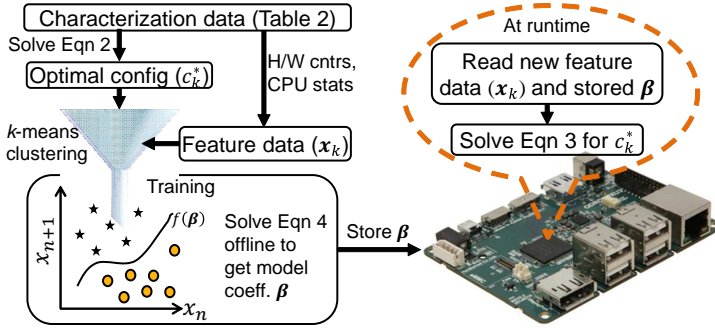 Characterization data (Table 2)
Solve Eqn 2
Optimal config (c*k)
H/W cntrs,
CPU stats
k-means
clustering
Feature data (xk)
Training
f(β)
xn+1
xn
Solve Eqn 4
offline to
get model
coeff. β
Store β
At runtime
Read new feature
data (xk) and stored β
Solve Eqn 3 for c*k